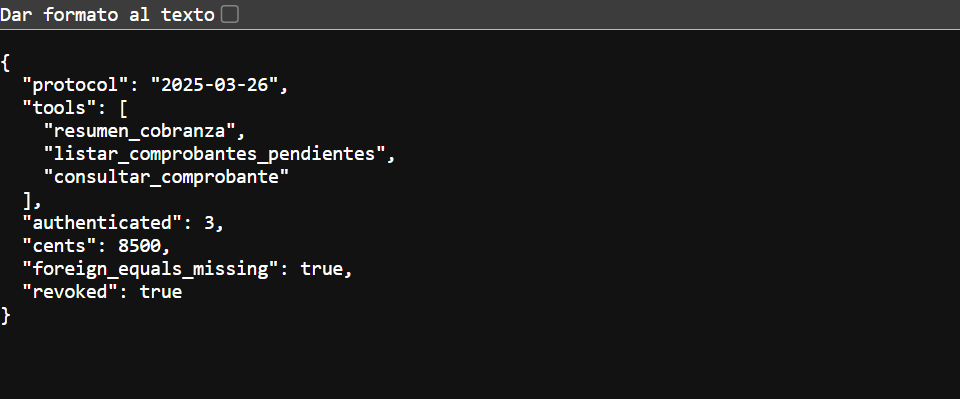 Dar formato al texto
{
  "protocol": "2025-03-26",
  "tools": [
    "resumen_cobranza",
    "listar_comprobantes_pendientes",
    "consultar_comprobante"
  ],
  "authenticated": 3,
  "cents": 8500,
  "foreign_equals_missing": true,
  "revoked": true
}